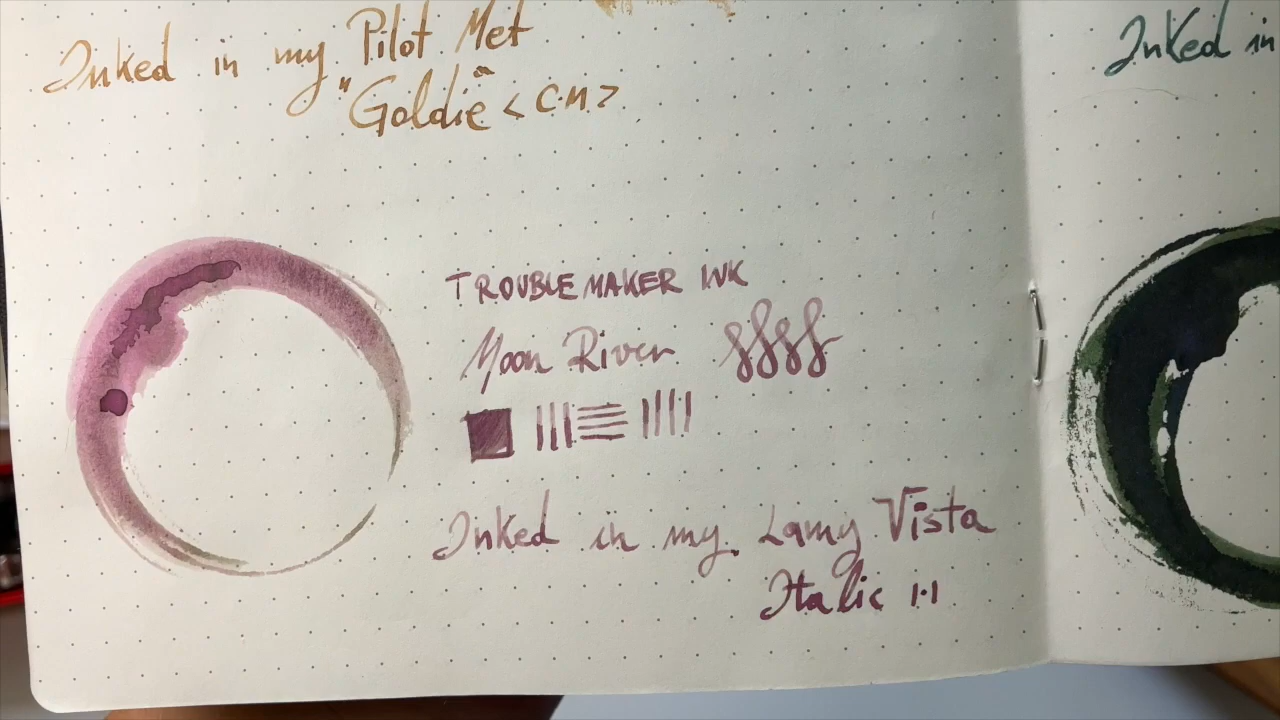 Inked in my Pilot Met
"Goldie" <CM>
Inked in
TROUBLEMAKER INK
Moon River
Inked in my Lamy Vista
Italic 1.1